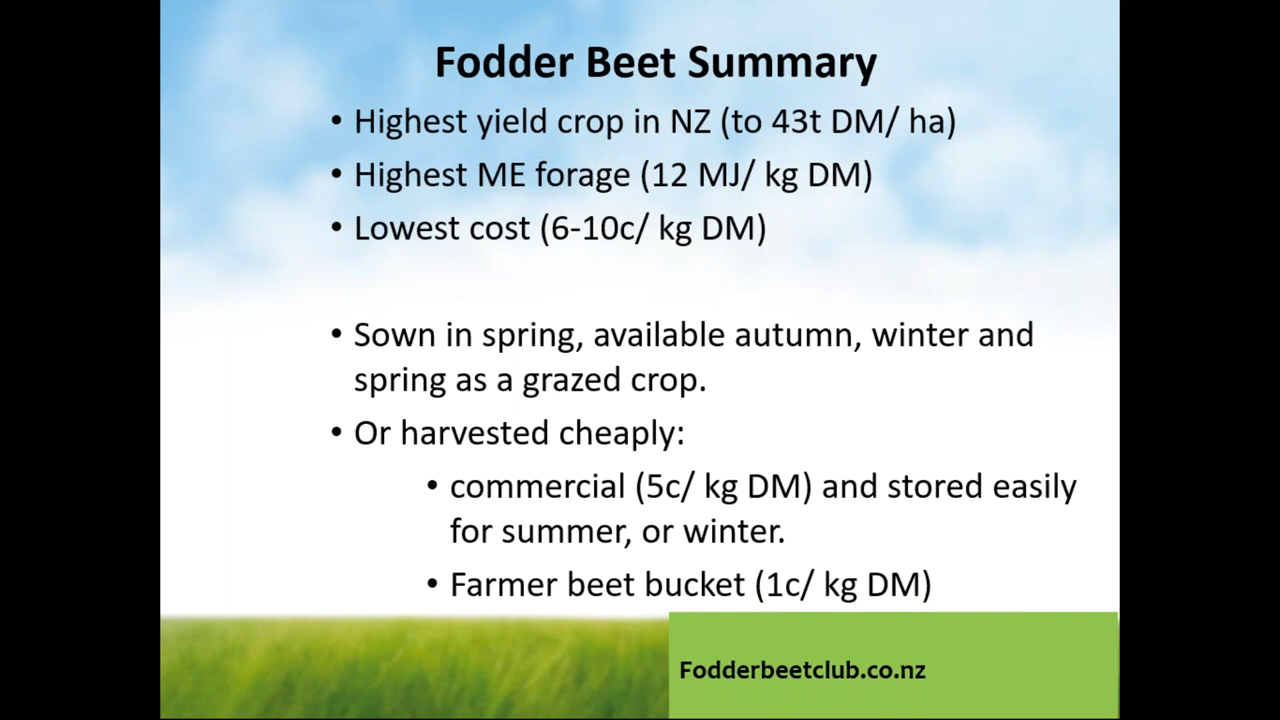 Fodder Beet Summary
• Highest yield crop in NZ (to 43t DM/ ha)
• Highest ME forage (12 MJ/ kg DM)
• Lowest cost (6-10c/ kg DM)
• Sown in spring, available autumn, winter and
spring as a grazed crop.
• Or harvested cheaply:
• commercial (5c/ kg DM) and stored easily
for summer, or winter.
• Farmer beet bucket (1c/ kg DM)
Fodderbeetclub.co.nz